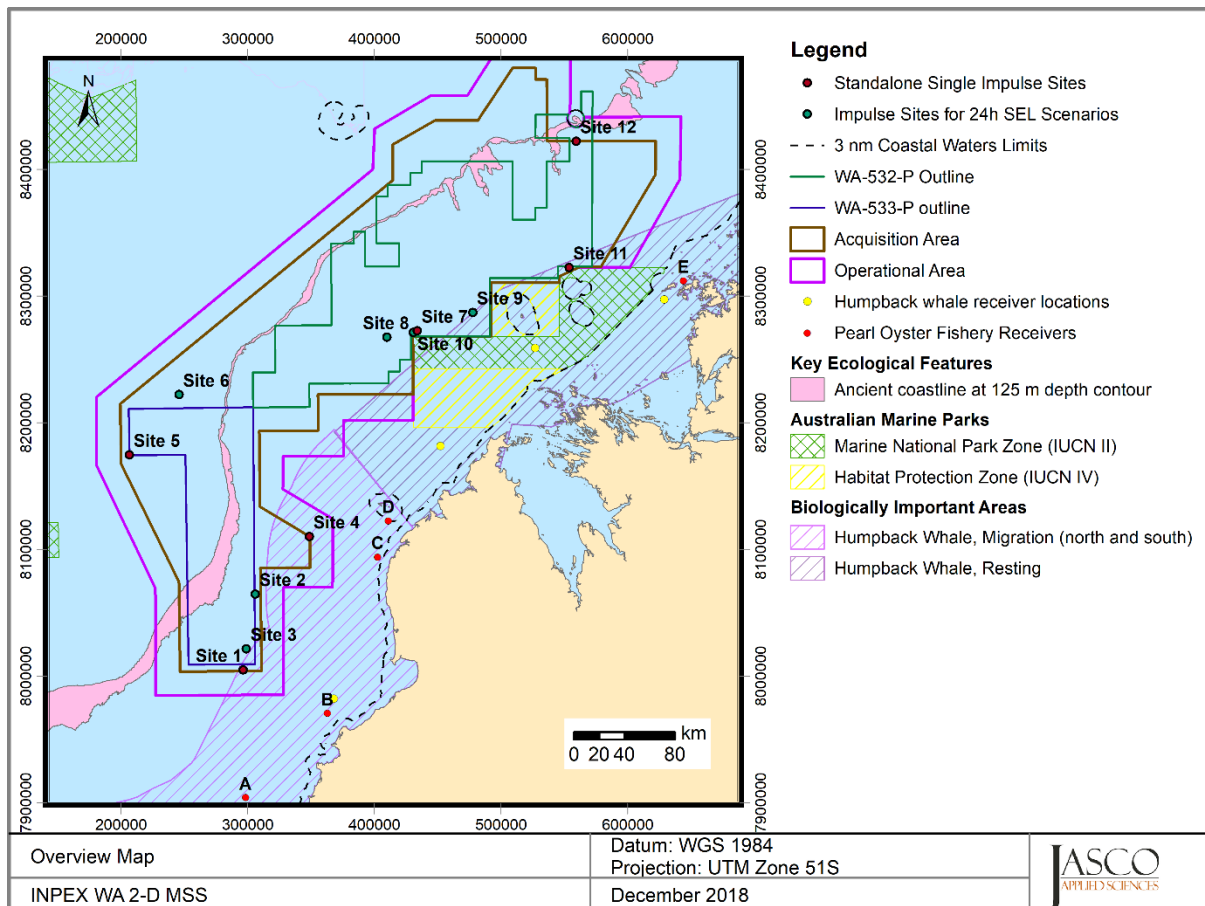 200000 300000 410000 500000 600000
Legend
Standalone Single Impulse Sites
Impulse Sites for 24h SEL Scenarios
3 nm Coastal Waters Limits
WA-532-P Outline
WA-533-P outline
Acquisition Area
Operational Area
Humpback whale receiver locations
Pearl Oyster Fishery Receivers
Key Ecological Features
Ancient coastline at 125 m depth contour
Australian Marine Parks
Marine National Park Zone (IUCN II)
Habitat Protection Zone (IUCN IV)
Biologically Important Areas
Humpback Whale, Migration (north and south)
Humpback Whale, Resting
N
Site 12
Site 11
E
Site 9
Site 8
Site 7
Site 10
Site 6
Site 5
D
Site 4
C
Site 2
Site 3
Site 1
B
A
km
0 20 40 80
8400000
8300000
8200000
8100000
8000000
7900000
8400000
8300000
8200000
8100000
8000000
7900000
200000 300000 410000 500000 600000
Overview Map
Datum: WGS 1984
Projection: UTM Zone 51S
INPEX WA 2-D MSS
December 2018
JASCO
APPLIED SCIENCES